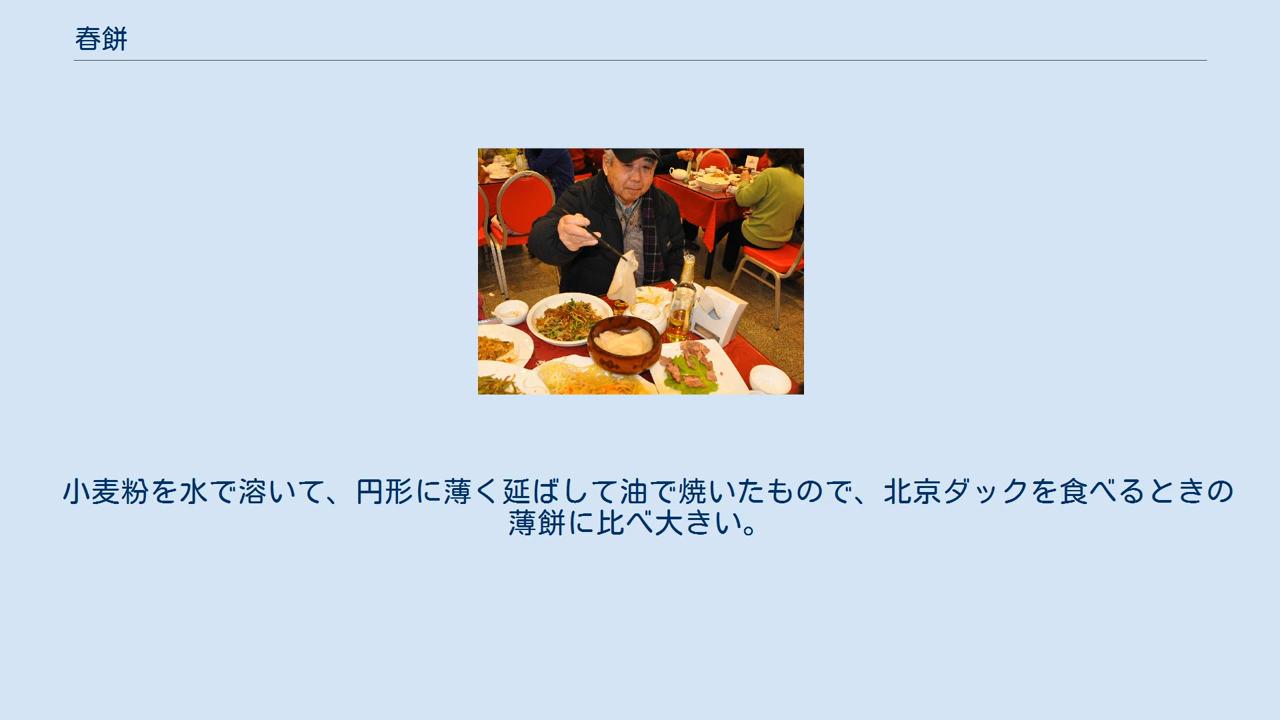 春餅
小麦粉を水で溶いて、円形に薄く延ばして油で焼いたもので、北京ダックを食べるときの
薄餅に比べ大きい。